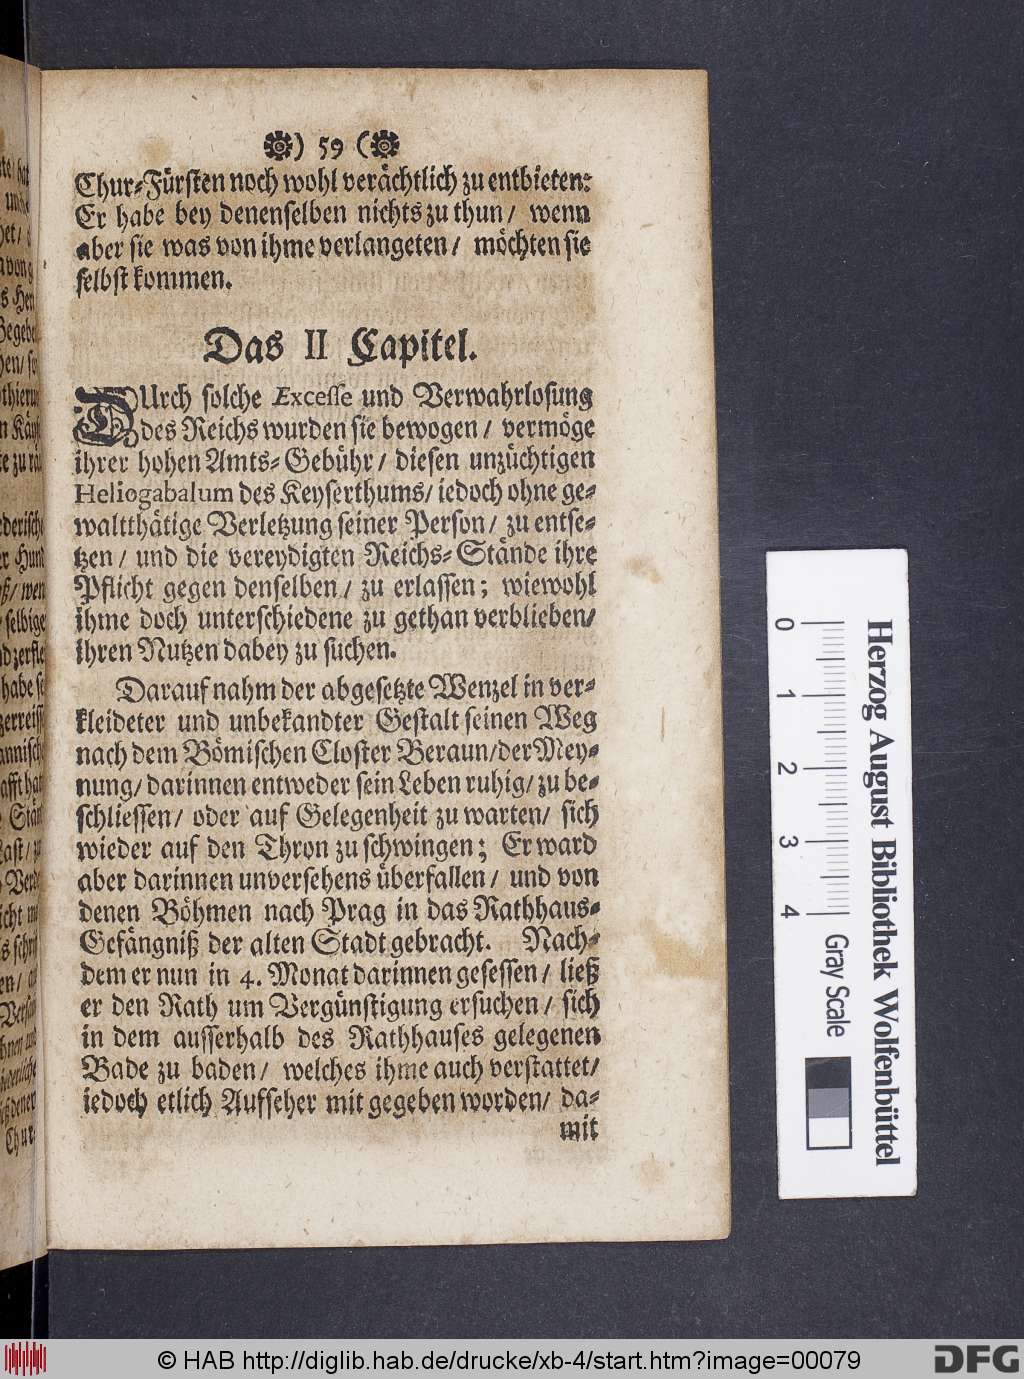 ) 59 (
Chur-Fürsten noch wohl verächtlich zu entbieten:
Er habe bey denenselben nichts zu thun / wenn
aber sie was von ihme verlangeten / möchten sie
selbst kommen.
Das II Capitel.
DUrch solche Æxcesse und Verwahrlosung
des Reichs wurden sie bewogen / vermöge
ihrer hohen Amts-Gebühr / diesen unzüchtigen
Heliogabalum des Keyserthums / iedoch ohne ge-
waltthätige Verletzung seiner Person / zu entse-
tzen / und die vereydigten Reichs-Stände ihre
Pflicht gegen denselben / zu erlassen; wiewohl
ihme doch unterschiedene zu gethan verblieben /
ihren Nutzen dabey zu suchen.
Darauf nahm der abgesetzte Wenzel in ver-
kleideter und unbekandter Gestalt seinen Weg
nach dem Bömischen Closter Beraun / der Mey-
nung / darinnen entweder sein Leben ruhig / zu be-
schliessen / oder auf Gelegenheit zu warten / sich
wieder auf den Thron zu schwingen; Er ward
aber darinnen unversehens überfallen / und von
denen Böhmen nach Prag in das Rathhaus-
Gefängniß der alten Stadt gebracht. Nach-
dem er nun in 4. Monat darinnen gesessen / ließ
er den Rath um Vergünstigung ersuchen / sich
in dem ausserhalb des Rathhauses gelegenen
Bade zu baden / welches ihme auch verstattet /
iedoch etlich Aufseher mit gegeben worden / da-
mit
Herzog August Bibliothek Wolfenbüttel
0 1 2 3 4 Gray Scale
© HAB http://diglib.hab.de/drucke/xb-4/start.htm?image=00079
DFG